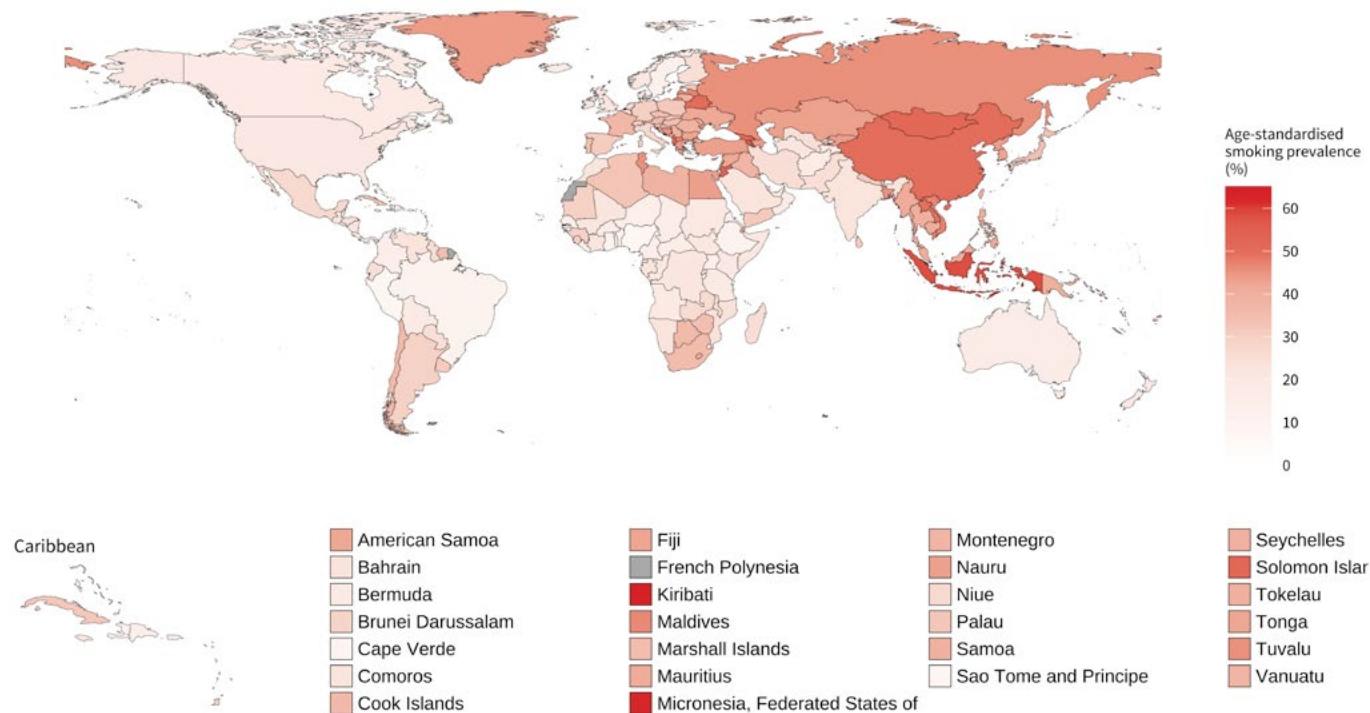 Age-standardised
smoking prevalence
(%)
60
50
40
30
20
10
0
Caribbean
American Samoa
Bahrain
Bermuda
Brunei Darussalam
Cape Verde
Comoros
Cook Islands
Fiji
French Polynesia
Kiribati
Maldives
Marshall Islands
Mauritius
Micronesia, Federated States of
Montenegro
Nauru
Niue
Palau
Samoa
Sao Tome and Principe
Seychelles
Solomon Islar
Tokelau
Tonga
Tuvalu
Vanuatu